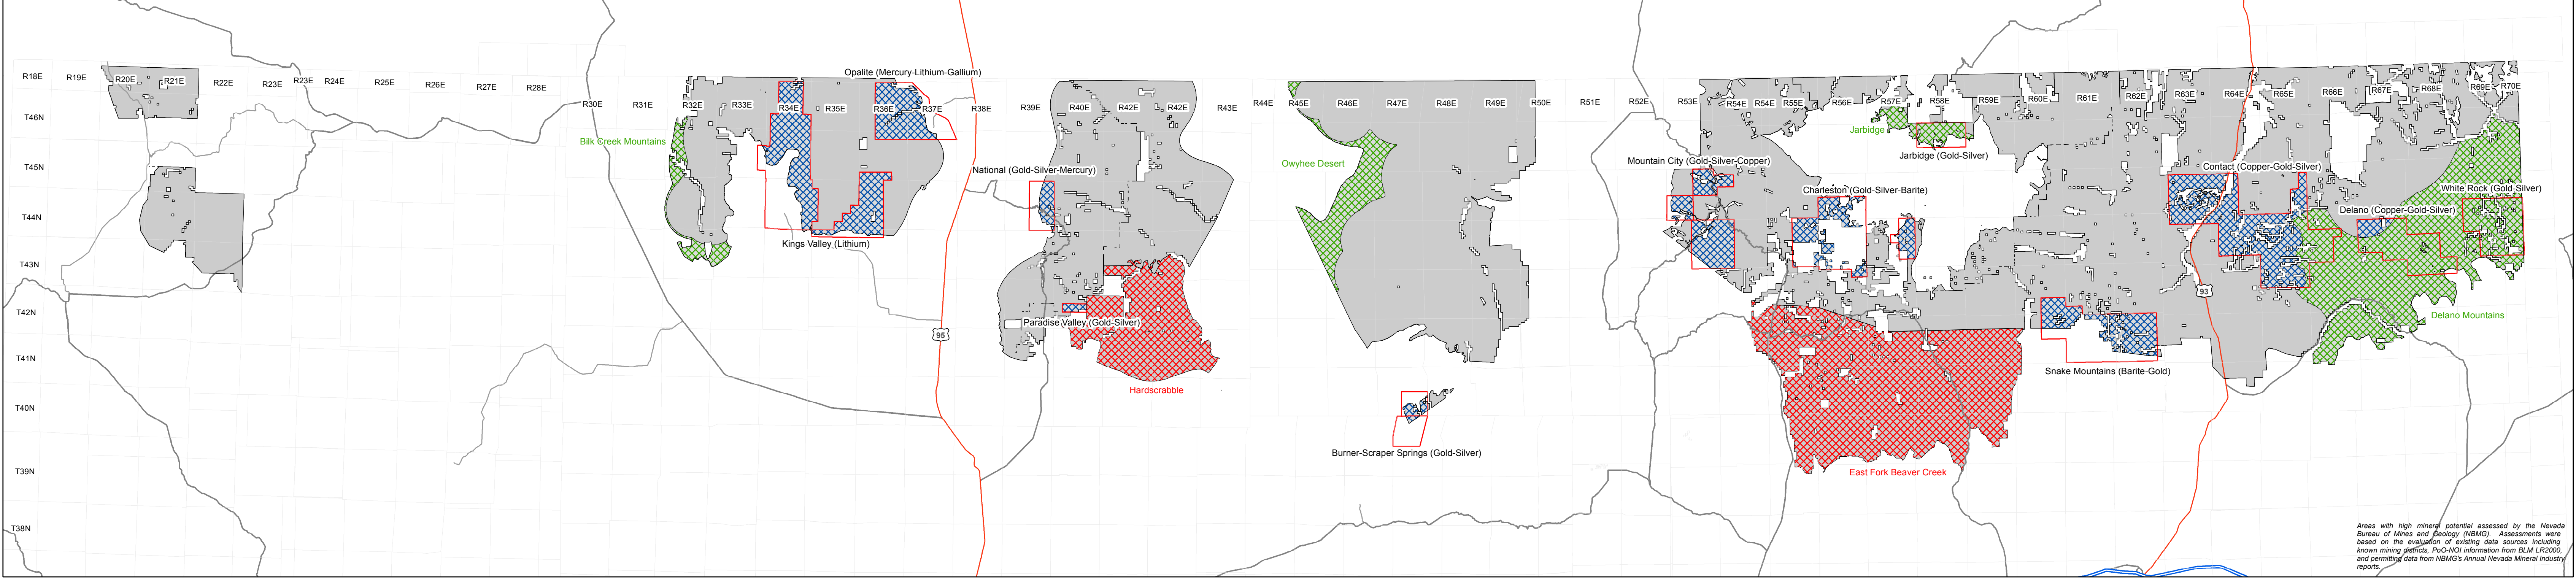 Opalite (Mercury-Lithium-Gallium)
R18E R19E R20E R21E R22E R23E R23E R24E R25E R26E R27E R28E R30E R31E R32E R33E R34E R35E R36E R37E R38E R39E R40E R42E R42E R43E R44E R45E R46E R47E R48E R49E R50E R51E R52E R53E R54E R54E R55E R56E R57E R58E R59E R60E R61E R62E R63E R64E R65E R66E R67E R68E R69E R70E
T46N
Bilk Creek Mountains
Jarbidge
Jarbidge (Gold-Silver)
T45N
National (Gold-Silver-Mercury)
Owyhee Desert
Mountain City (Gold-Silver-Copper)
Contact (Copper-Gold-Silver)
Charleston (Gold-Silver-Barite)
White Rock (Gold-Silver)
T44N
Delano (Copper-Gold-Silver)
Kings Valley (Lithium)
T43N
93
T42N
Paradise Valley (Gold-Silver)
Delano Mountains
95
T41N
Snake Mountains (Barite-Gold)
Hardscrabble
T40N
Burner-Scraper Springs (Gold-Silver)
T39N
East Fork Beaver Creek
T38N
Areas with high mineral potential assessed by the Nevada
Bureau of Mines and Geology (NBMG). Assessments were
based on the evaluation of existing data sources including
known mining districts, PoO-NOI information from BLM LR2000,
and permitting data from NBMG's Annual Nevada Mineral Industry
reports.